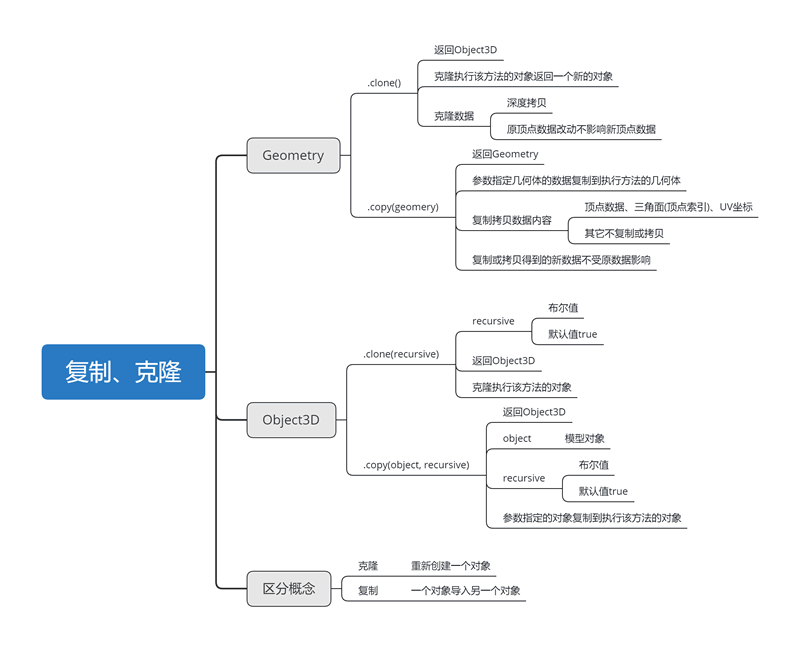 复制、克隆
Geometry
.clone()
返回Object3D
克隆执行该方法的对象返回一个新的对象
克隆数据
深度拷贝
原顶点数据改动不影响新顶点数据
.copy(geomery)
返回Geometry
参数指定几何体的数据复制到执行方法的几何体
复制拷贝数据内容
顶点数据、三角面(顶点索引)、UV坐标
其它不复制或拷贝
复制或拷贝得到的新数据不受原数据影响
Object3D
.clone(recursive)
recursive
布尔值
默认值true
返回Object3D
克隆执行该方法的对象
.copy(object, recursive)
返回Object3D
object 模型对象
recursive
布尔值
默认值true
参数指定的对象复制到执行该方法的对象
区分概念
克隆 重新创建一个对象
复制 一个对象导入另一个对象